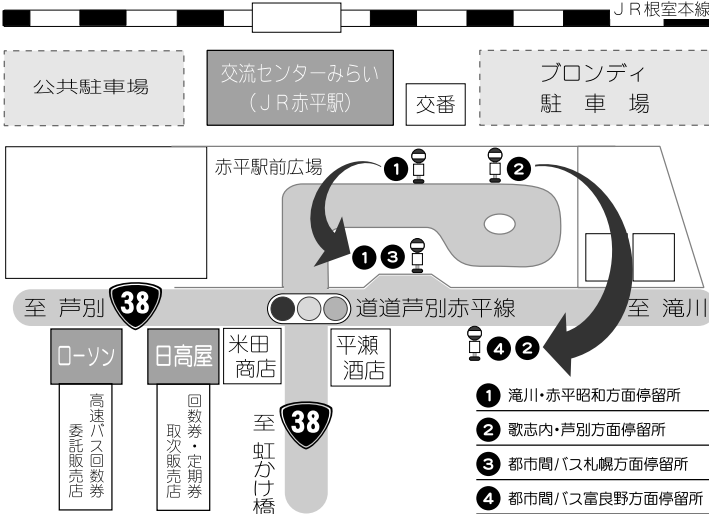 JR根室本線
公共駐車場
交流センターみらい
(JR赤平駅)
交番
ブロンディ
駐車場
赤平駅前広場
1
2
1 3
至 芦別
38
道道芦別赤平線
至 滝川
ローソン
日高屋
米田
商店
平瀬
酒店
4 2
高速バス回数券
委託販売店
回数券・定期券
取次販売店
至 虹かけ橋
38
1 滝川・赤平昭和方面停留所
2 歌志内・芦別方面停留所
3 都市間バス札幌方面停留所
4 都市間バス富良野方面停留所